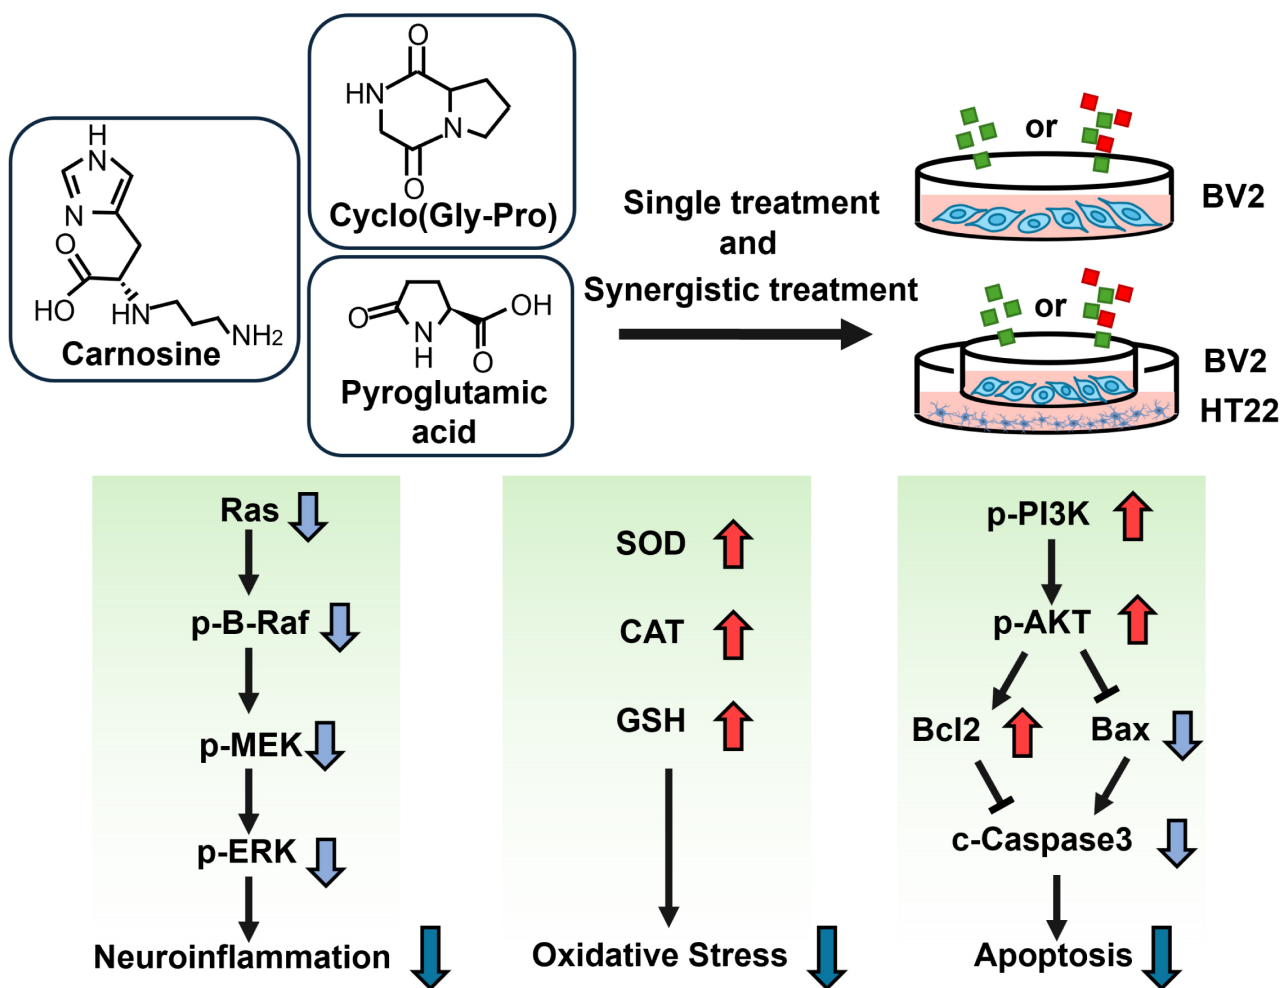 H
N
N
O
HO
HN
NH2
Carnosine
O
HN
N
O
Cyclo(Gly-Pro)
O
N
H
OH
O
Pyroglutamic
acid
Single treatment
and
Synergistic treatment
or
BV2
or
BV2
HT22
Ras
p-B-Raf
p-MEK
p-ERK
Neuroinflammation
SOD
CAT
GSH
Oxidative Stress
p-PI3K
p-AKT
Bcl2
Bax
c-Caspase3
Apoptosis